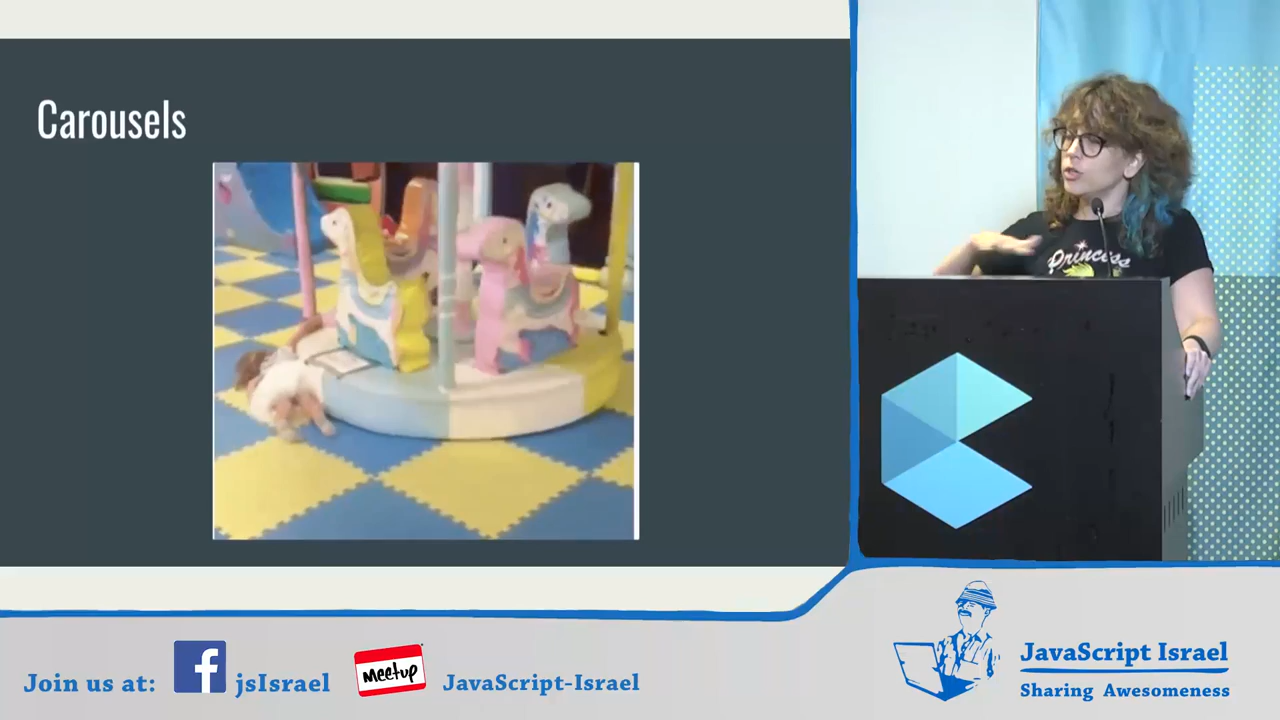 Carousels
Princess
Join us at:
jsIsrael
meetup
JavaScript-Israel
JavaScript Israel
Sharing Awesomeness